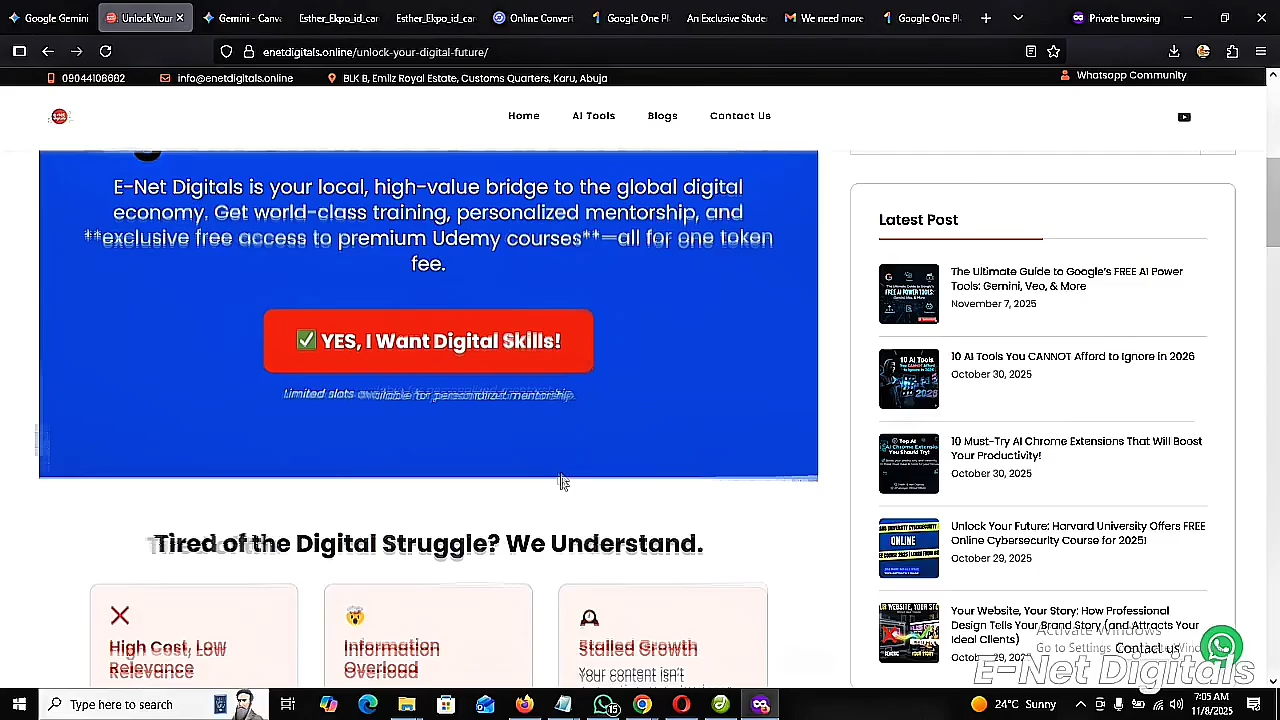 Google Gemini
Unlock Your
Gemini - Canv
Esther_Ekpo_id_car
Esther_Ekpo_id_car
Online Convert
Google One Pl
An Exclusive Stude
We need more
Google One Pl
Private browsing
enetdigitals.online/unlock-your-digital-future/
09044106662
info@enetdigitals.online
BLK B, Emilz Royal Estate, Customs Quarters, Karu, Abuja
Whatsapp Community
Home
AI Tools
Blogs
Contact Us
E-Net Digitals is your local, high-value bridge to the global digital
economy. Get world-class training, personalized mentorship, and
**exclusive free access to premium Udemy courses**—all for one token
fee.
✅ YES, I Want Digital Skills!
Limited slots available for personalized mentorship.
Tired of the Digital Struggle? We Understand.
High Cost, Low
Relevance
Information
Overload
Stalled Growth
Your content isn't
Latest Post
The Ultimate Guide to Google's FREE AI Power
Tools: Gemini, Veo, & More
November 7, 2025
10 AI Tools You CANNOT Afford to Ignore in 2026
October 30, 2025
10 Must-Try AI Chrome Extensions That Will Boost
Your Productivity!
October 30, 2025
Unlock Your Future: Harvard University Offers FREE
Online Cybersecurity Course for 2025!
October 29, 2025
Your Website, Your Story: How Professional
Design Tells Your Brand Story (and Attracts Your
Ideal Clients)
Activate Windows
Go to Settings
Contact us
E-Net Digitals
Type here to search
15
24°C Sunny
7:05 AM
11/8/2025